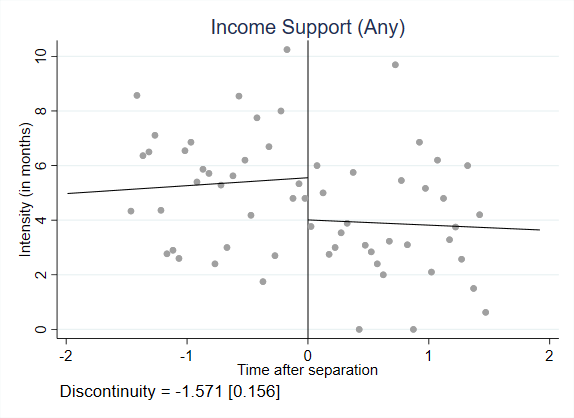 Income Support (Any)
Intensity (in months)
10
8
6
4
2
0
-2
-1
0
1
2
Time after separation
Discontinuity = -1.571 [0.156]